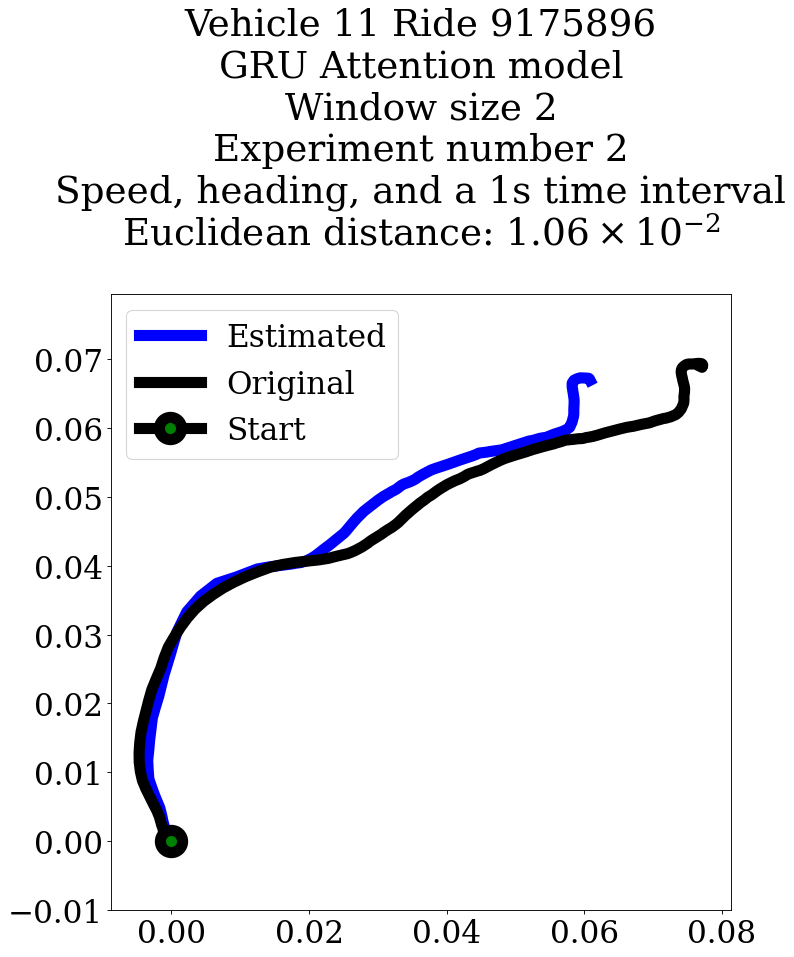 Vehicle 11 Ride 9175896
GRU Attention model
Window size 2
Experiment number 2
Speed, heading, and a 1s time interval
Euclidean distance: 1.06 × 10⁻²
Estimated
Original
Start
0.07
0.06
0.05
0.04
0.03
0.02
0.01
0.00
−0.01
0.00 0.02 0.04 0.06 0.08